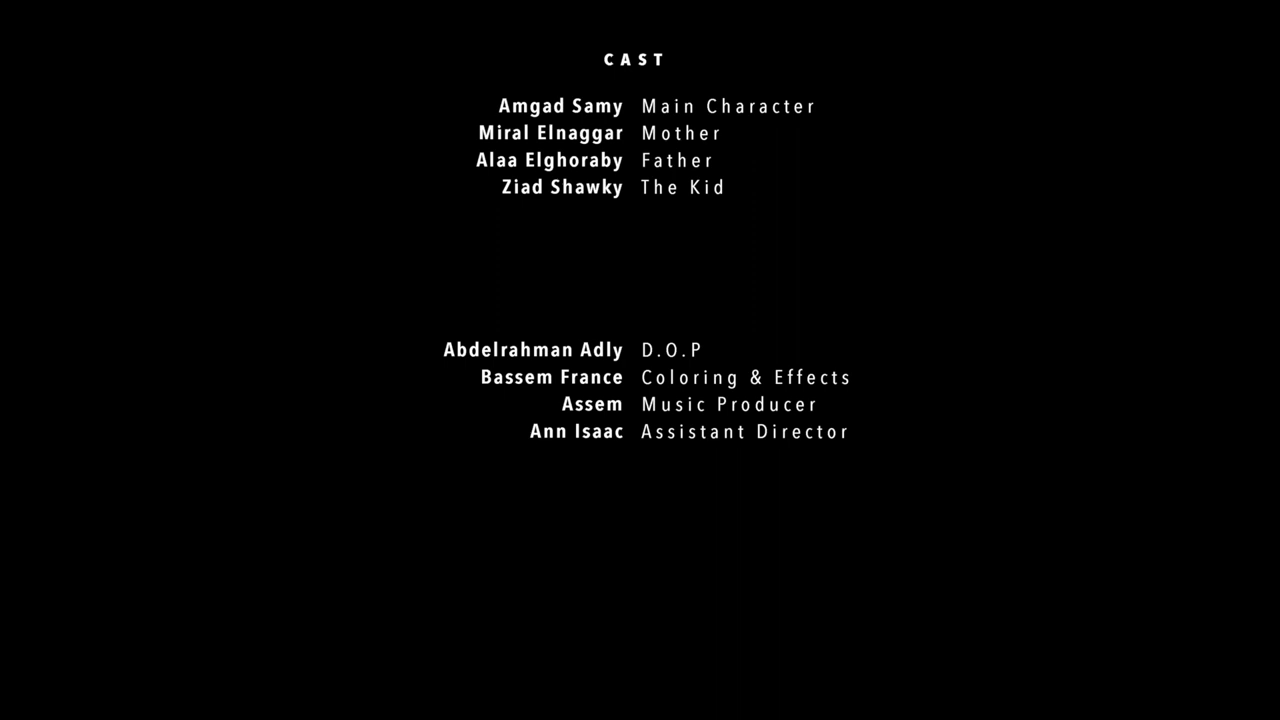 CAST
Amgad Samy Main Character
Miral Elnaggar Mother
Alaa Elghoraby Father
Ziad Shawky The Kid
Abdelrahman Adly D.O.P
Bassem France Coloring & Effects
Assem Music Producer
Ann Isaac Assistant Director